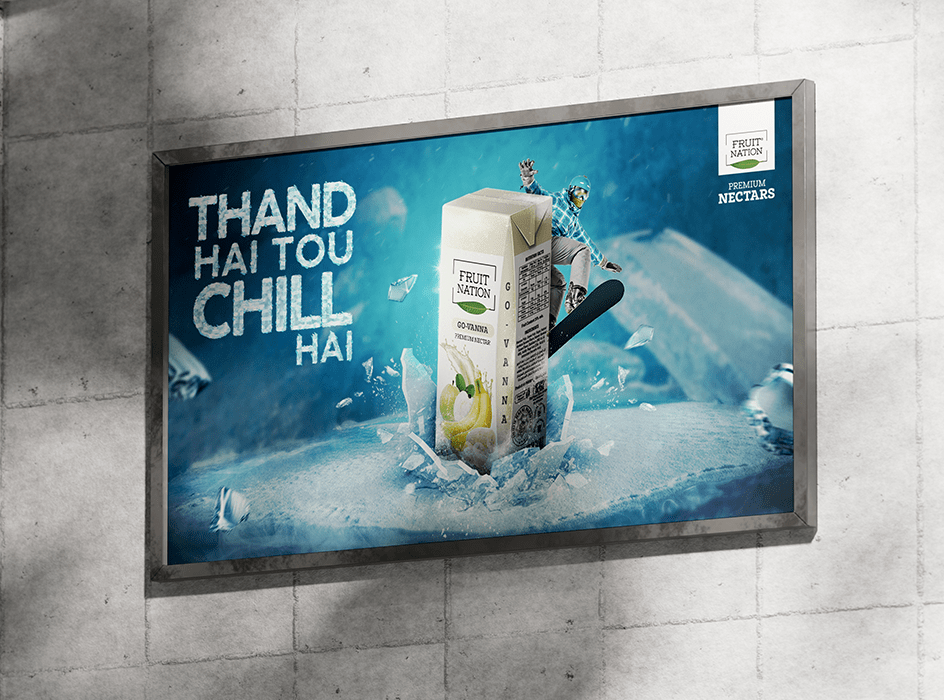 THAND
HAI TOU
CHILL
HAI
FRUIT
NATION
GO-VANNA
PREMIUM NECTAR
GO-VANNA
FRUIT
NATION
PREMIUM
NECTARS